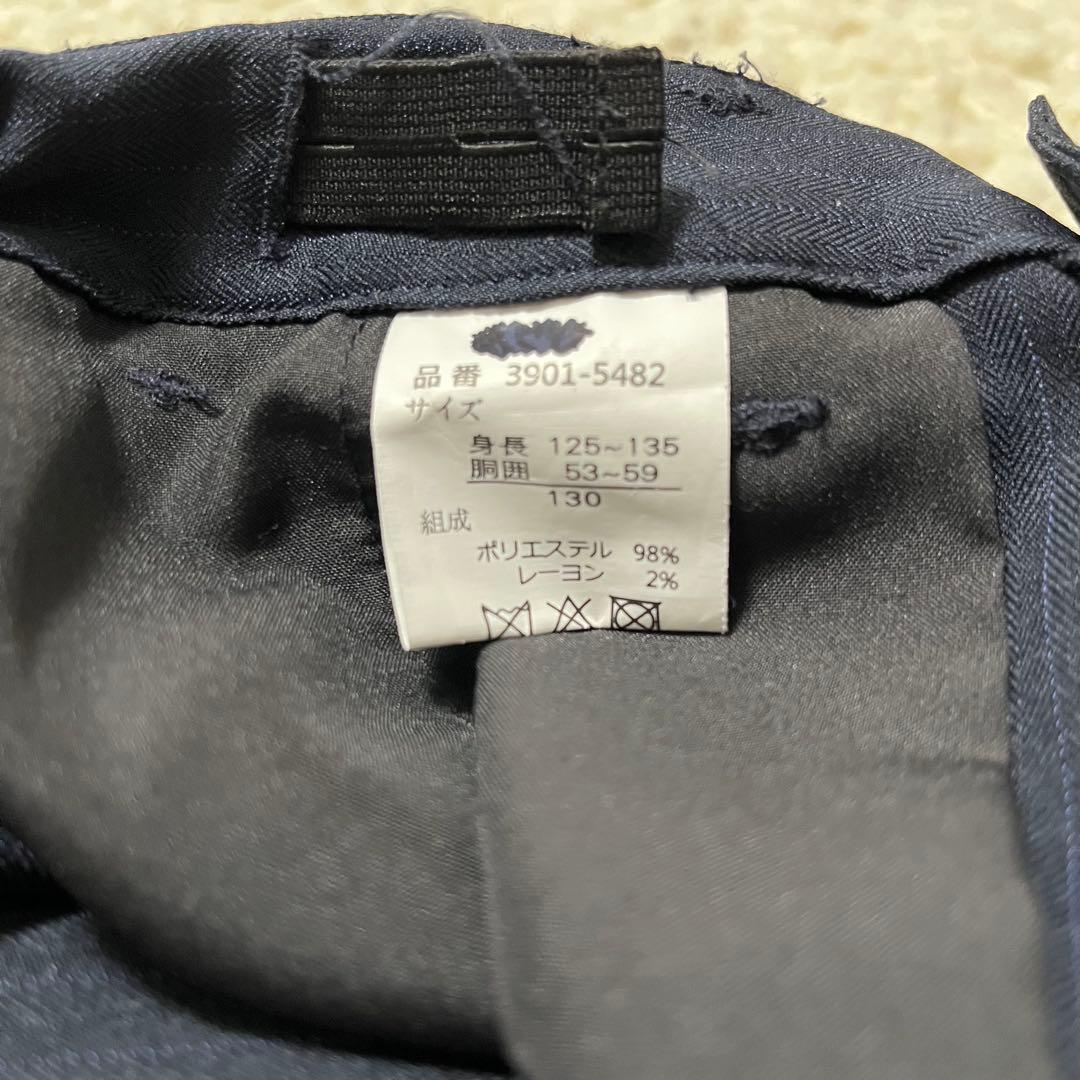 品番 3901-5482
サイズ
身長 125~135
胴囲 53~59
130
組成
ポリエステル 98%
レーヨン 2%